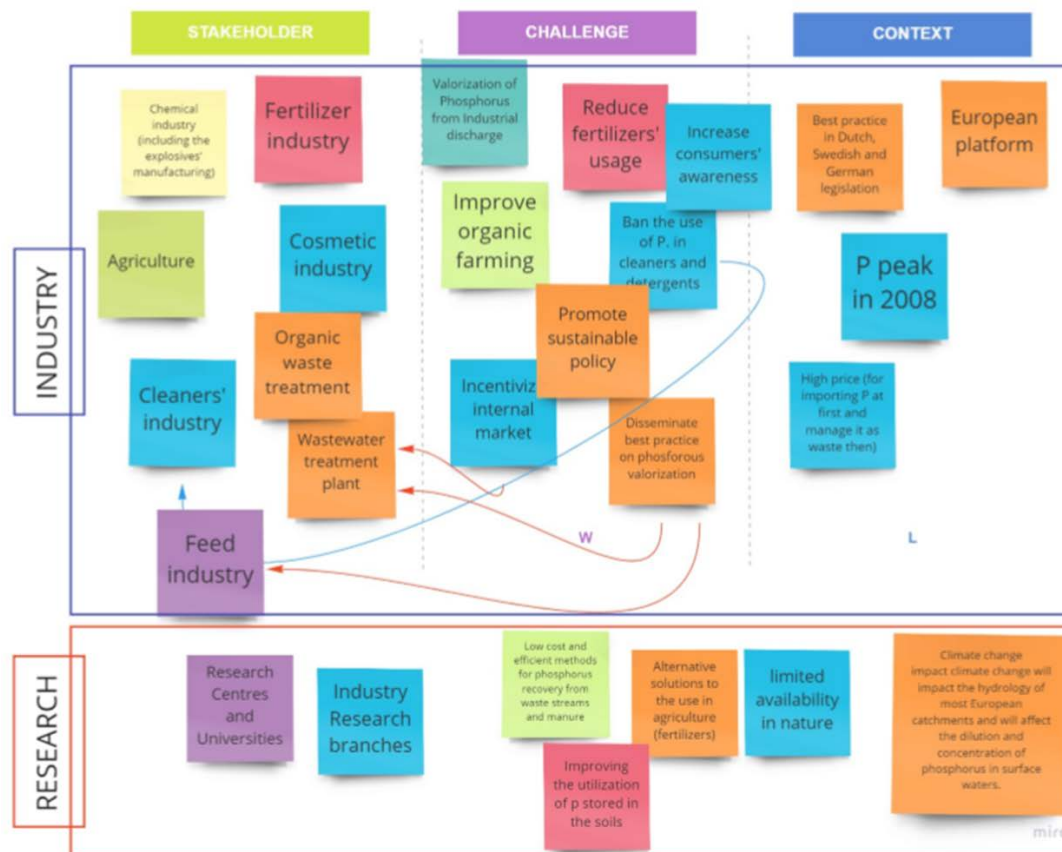 STAKEHOLDER
CHALLENGE
CONTEXT
INDUSTRY
Chemical
industry
(including the
explosives'
manufacturing)
Fertilizer
industry
Agriculture
Cosmetic
industry
Organic
waste
treatment
Cleaners'
industry
Wastewater
treatment
plant
Feed
industry
Valorization of
Phosphorus
from Industrial
discharge
Reduce
fertilizers'
usage
Increase
consumers'
awareness
Improve
organic
farming
Ban the use
of P. in
cleaners and
detergents
Promote
sustainable
policy
Incentiviz
internal
market
Disseminate
best practice
on phosforous
valorization
W
Best practice
in Dutch,
Swedish and
German
legislation
European
platform
P peak
in 2008
High price (for
importing P at
first and
manage it as
waste then)
L
RESEARCH
Research
Centres
and
Universities
Industry
Research
branches
Low cost and
efficient methods
for phosphorus
recovery from
waste streams
and manure
Alternative
solutions to
the use in
agriculture
(fertilizers)
Improving
the utilization
of p stored in
the soils
limited
availability
in nature
Climate change
impact climate change will
impact the hydrology of
most European
catchments and will affect
the dilution and
concentration of
phosphorus in surface
waters.